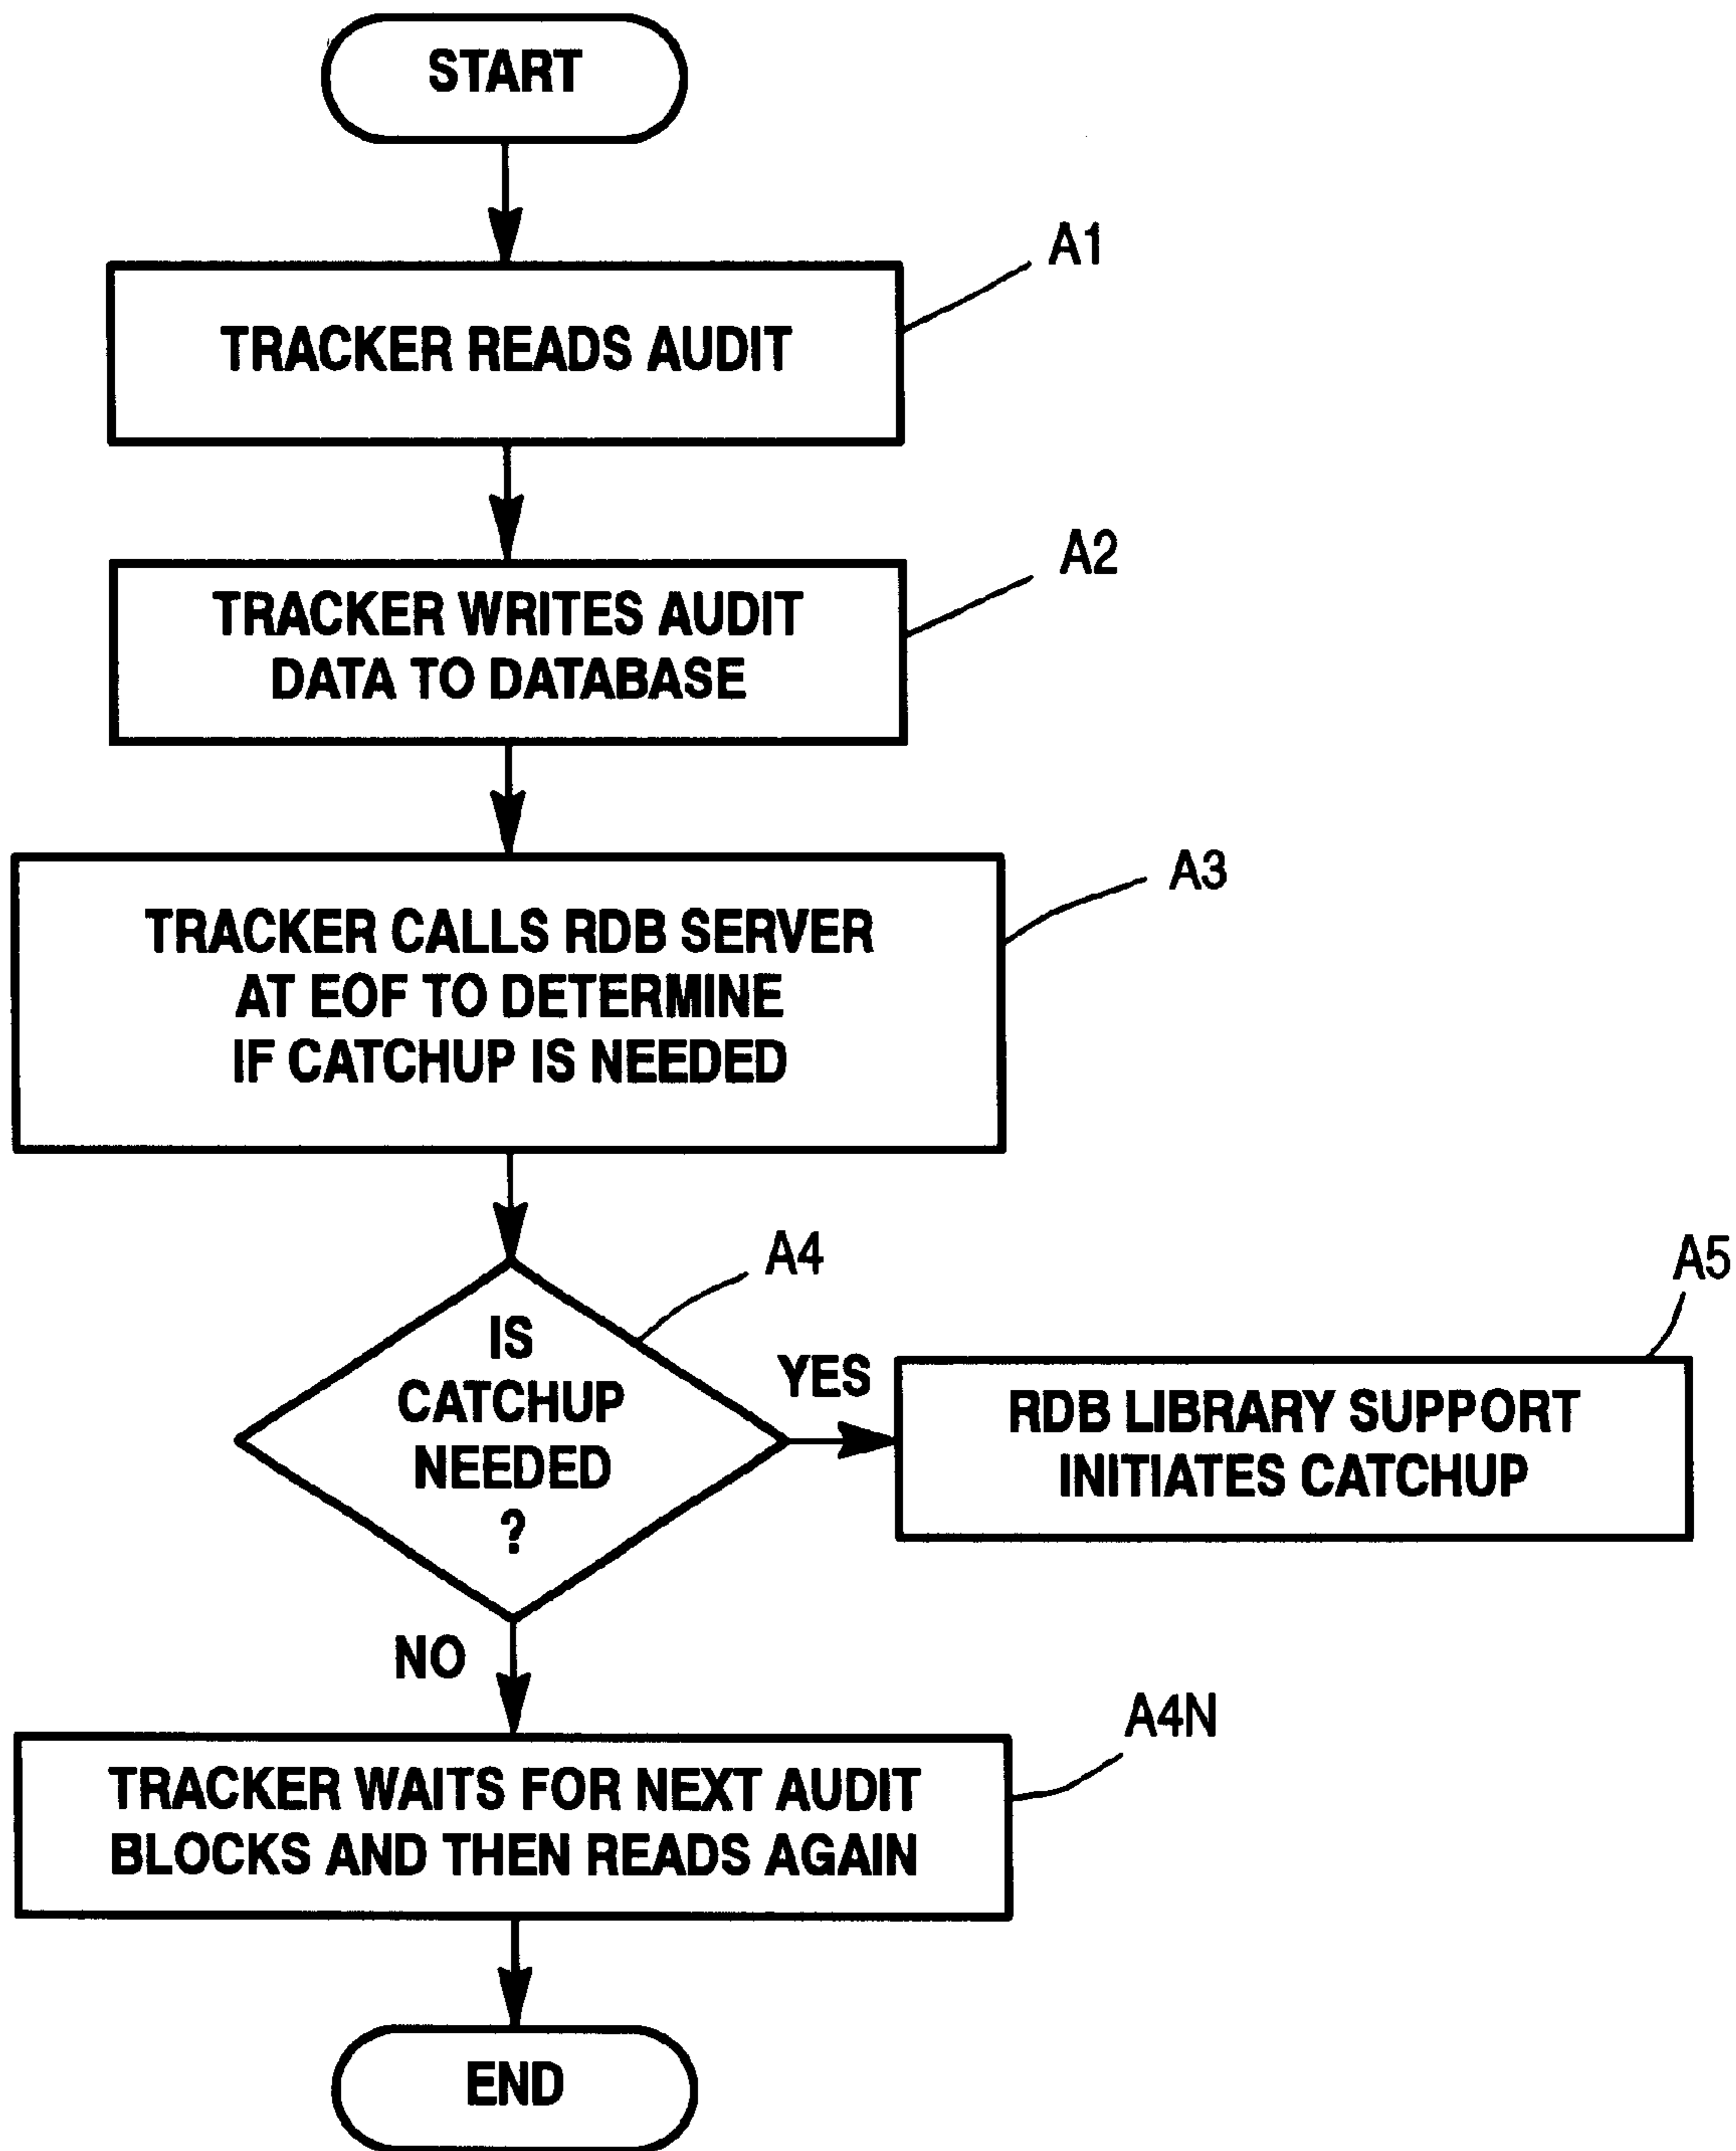 START
A1
TRACKER READS AUDIT
A2
TRACKER WRITES AUDIT
DATA TO DATABASE
A3
TRACKER CALLS RDB SERVER
AT EOF TO DETERMINE
IF CATCHUP IS NEEDED
A4
IS
CATCHUP
NEEDED
?
YES
A5
RDB LIBRARY SUPPORT
INITIATES CATCHUP
NO
A4N
TRACKER WAITS FOR NEXT AUDIT
BLOCKS AND THEN READS AGAIN
END